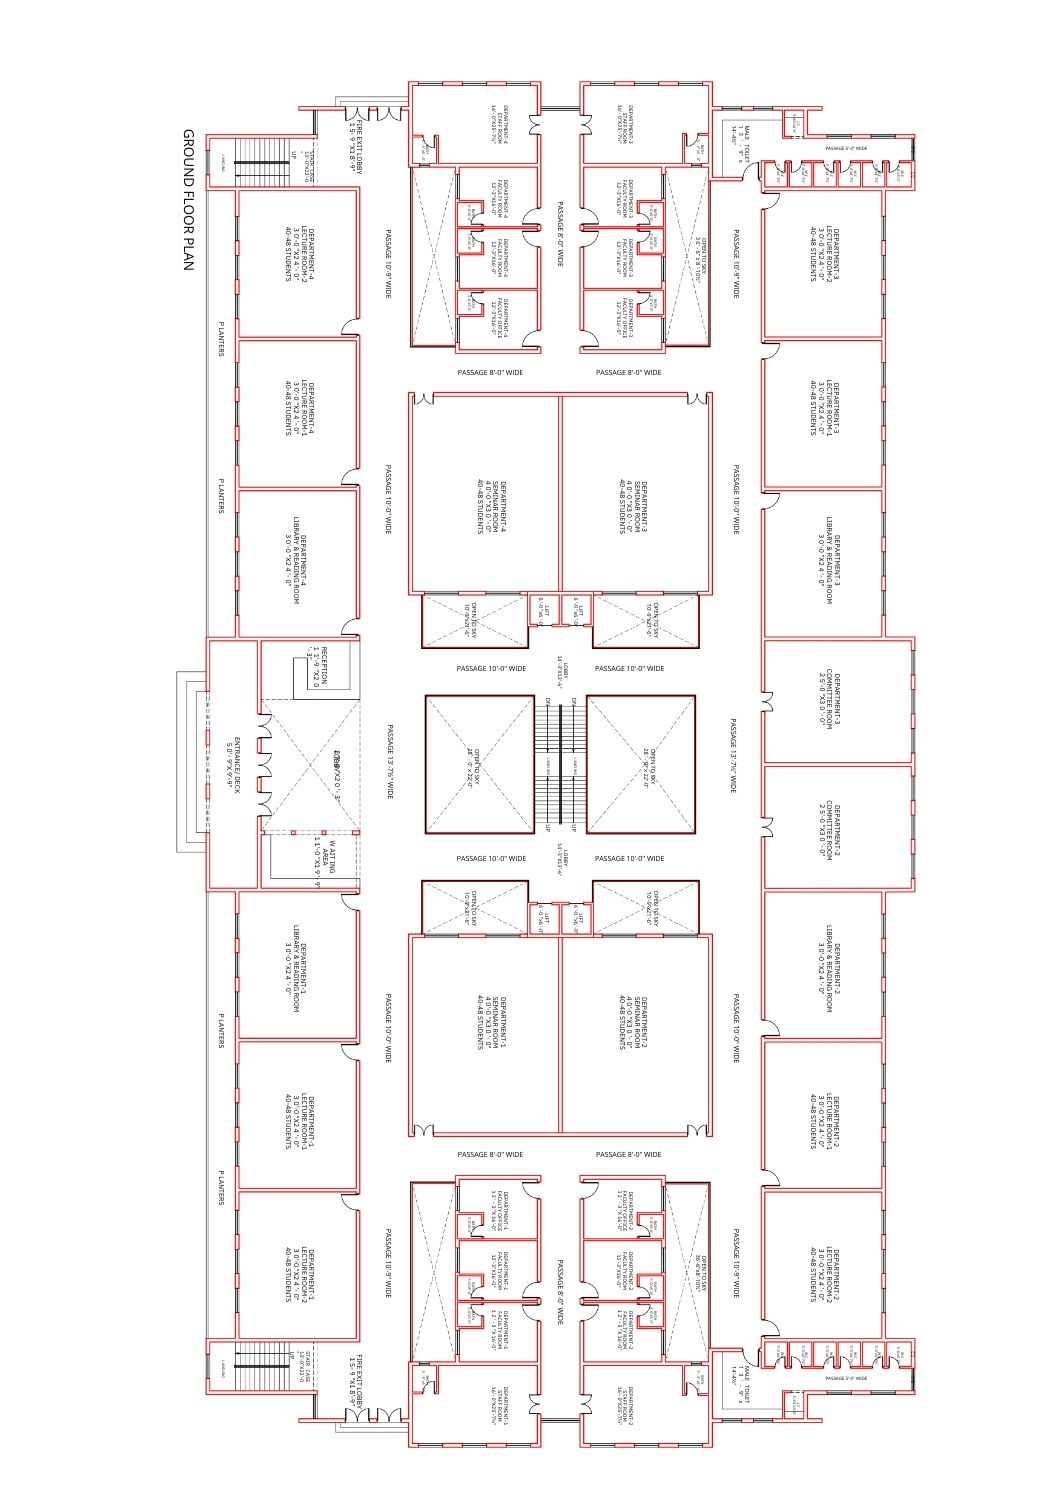 DEPARTMENT-3
LECTURE ROOM-2
3 0'-0 "X2 4 '- 0"
40-48 STUDENTS
DEPARTMENT-3
LECTURE ROOM-1
3 0'-0 "X2 4 '- 0"
40-48 STUDENTS
DEPARTMENT-3
LIBRARY & READING ROOM
3 0'-0 "X2 4 '- 0"
DEPARTMENT-3
COMMITTEE ROOM
2 5'-0 "X3 0 '- 0"
DEPARTMENT-2
COMMITTEE ROOM
2 5'-0 "X3 0 '- 0"
DEPARTMENT-2
LIBRARY & READING ROOM
3 0'-0 "X2 4 '- 0"
DEPARTMENT-2
LECTURE ROOM-1
3 0'-0 "X2 4 '- 0"
40-48 STUDENTS
DEPARTMENT-2
LECTURE ROOM-2
3 0'-0 "X2 4 '- 0"
40-48 STUDENTS
PASSAGE 5'-0" WIDE
PASSAGE 5'-0" WIDE
MALE TOILET
1 3 ' - 9" x
14'-4½"
MALE TOILET
1 3 ' - 9" x
14'-4½"
PASSAGE 10'-9" WIDE
PASSAGE 10'-0" WIDE
PASSAGE 13'-7½" WIDE
PASSAGE 10'-0" WIDE
PASSAGE 10'-9" WIDE
OPEN TO SKY
36'- 6" x 8 '-10½"
OPEN TO SKY
36'-6"x8'-10½"
DEPARTMENT-3
STAFF ROOM
16'- 0"X25'-7½"
DEPARTMENT-3
FACULTY ROOM
12'-3"X16'-0"
DEPARTMENT-3
FACULTY ROOM
12'-3"X16'-0"
DEPARTMENT-3
FACULTY OFFICE
12'-3"X16'-0"
PASSAGE 8'-0" WIDE
DEPARTMENT-3
SEMINAR ROOM
4 0'-0 "X3 0 '- 0"
40-48 STUDENTS
OPEN TO SKY
10'-9"x21'-6"
PASSAGE 10'-0" WIDE
OPEN TO SKY
28' - 0" x 22'-0"
PASSAGE 10'-0" WIDE
OPEN TO SKY
10'-9"x21'-6"
DEPARTMENT-2
SEMINAR ROOM
4 0'-0 "X3 0 '- 0"
40-48 STUDENTS
PASSAGE 8'-0" WIDE
DEPARTMENT-2
FACULTY OFFICE
1 2 ' - 3 "X 16'-0"
DEPARTMENT-2
FACULTY ROOM
12'-3"X16'-0"
DEPARTMENT-2
FACULTY ROOM
1 2 ' - 3 "X 16'-0"
DEPARTMENT-2
STAFF ROOM
16'- 0"X25'-7½"
LIFT
6 '-0 "x6 '-0"
LIFT
6 '-0 "x6 '-0"
LIFT
6 '-0 "x6 '-0"
LIFT
6 '-0 "x6 '-0"
LOBBY
14'-3"X13'-6"
DN
LANDING
UP
DN
LANDING
UP
LOBBY
14'-3"X13'-6"
PASSAGE 8'-0" WIDE
PASSAGE 8'-0" WIDE
DEPARTMENT-4
STAFF ROOM
16'- 0"X25'-7½"
DEPARTMENT-4
FACULTY ROOM
12'-3"X16'-0"
DEPARTMENT-4
FACULTY ROOM
12'-3"X16'-0"
DEPARTMENT-4
FACULTY OFFICE
12'-3"X16'-0"
PASSAGE 8'-0" WIDE
DEPARTMENT-4
SEMINAR ROOM
4 0'-0 "X3 0 '- 0"
40-48 STUDENTS
OPEN TO SKY
10'-9"x21'-6"
PASSAGE 10'-0" WIDE
OPEN TO SKY
28' - 0" x 22'-0"
PASSAGE 10'-0" WIDE
OPEN TO SKY
10'-9"x21'-6"
DEPARTMENT-1
SEMINAR ROOM
4 0'-0 "X3 0 '- 0"
40-48 STUDENTS
PASSAGE 8'-0" WIDE
DEPARTMENT-1
FACULTY OFFICE
1 2 ' - 3 "X 16'-0"
DEPARTMENT-1
FACULTY ROOM
12'-3"X16'-0"
DEPARTMENT-1
FACULTY ROOM
1 2 ' - 3 "X 16'-0"
DEPARTMENT-1
STAFF ROOM
16'- 0"X25'-7½"
PASSAGE 10'-9" WIDE
PASSAGE 10'-0" WIDE
PASSAGE 13'-7½" WIDE
PASSAGE 10'-0" WIDE
PASSAGE 10'-9" WIDE
FIRE EXIT LOBBY
1 5- 9 "X1 8'-9"
FIRE EXIT LOBBY
1 5- 9 "X1 8'-9"
STAIR CASE
10'-0"X22'-0
"
UP
LANDING
DEPARTMENT-4
LECTURE ROOM-2
3 0'-0 "X2 4 '- 0"
40-48 STUDENTS
DEPARTMENT-4
LECTURE ROOM-1
3 0'-0 "X2 4 '- 0"
40-48 STUDENTS
DEPARTMENT-4
LIBRARY & READING ROOM
3 0'-0 "X2 4 '- 0"
RECEPTION
1 1'-9 "X2 0
'- 3"
LOBBY
W AIT ING
AREA
1 1'-0 "X1 9 '- 9"
DEPARTMENT-1
LIBRARY & READING ROOM
3 0'-0 "X2 4 '- 0"
DEPARTMENT-1
LECTURE ROOM-1
3 0'-0 "X2 4 '- 0"
40-48 STUDENTS
DEPARTMENT-1
LECTURE ROOM-2
3 0'-0 "X2 4 '- 0"
40-48 STUDENTS
STAIR CASE
10'-0"X22'-0
"
UP
LANDING
ENTRANCE/ DECK
5 0'- 9"X 9'-9"
P LANTERS
P LANTERS
P LANTERS
P LANTERS
GROUND FLOOR PLAN